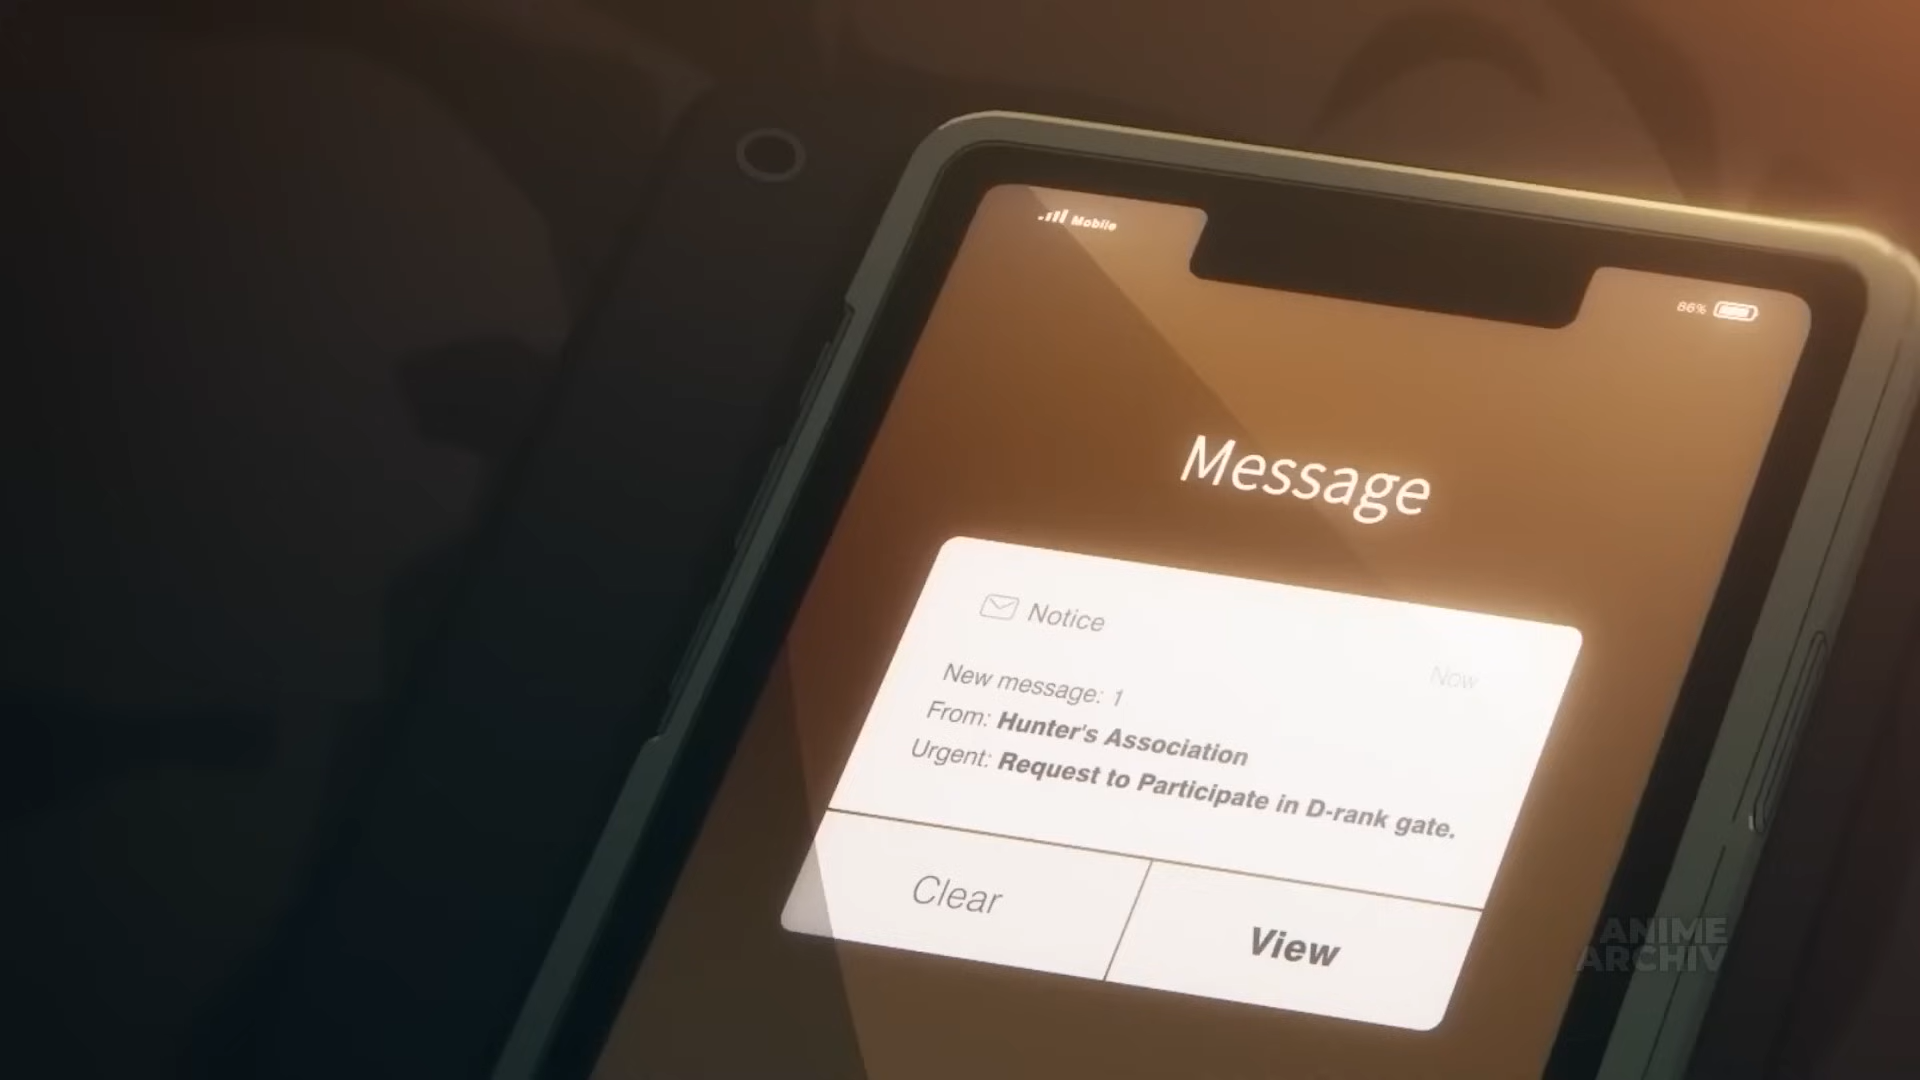 Mobile
86%
Message
Notice
Now
New message: 1
From: Hunter's Association
Urgent: Request to Participate in D-rank gate.
Clear
View
ANIME
ARCHIV